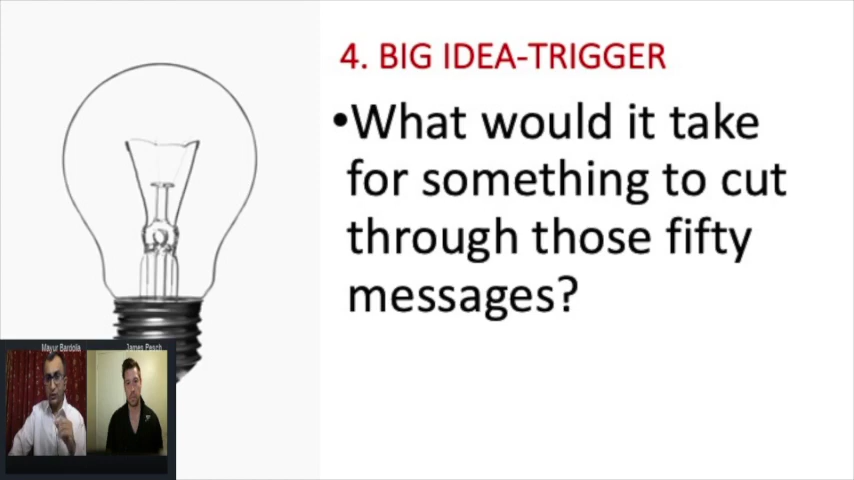 4. BIG IDEA-TRIGGER
•What would it take
for something to cut
through those fifty
messages?
Mayur Bardolia
James Pesch